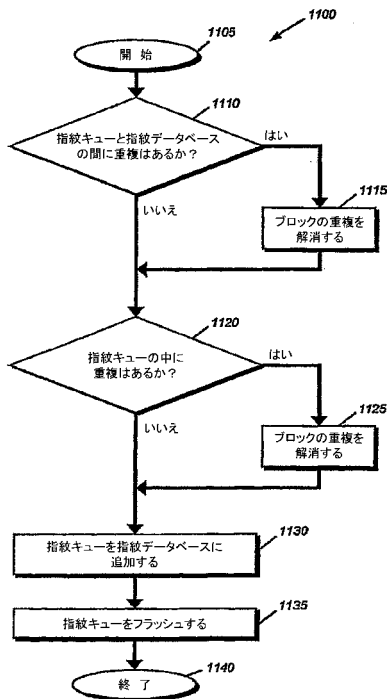 1100
1105
開 始
1110
指紋キューと指紋データベース
の間に重複はあるか？
はい
いいえ
1115
ブロックの重複を
解消する
1120
指紋キューの中に
重複はあるか？
はい
いいえ
1125
ブロックの重複を
解消する
1130
指紋キューを指紋データベースに
追加する
1135
指紋キューをフラッシュする
1140
終 了